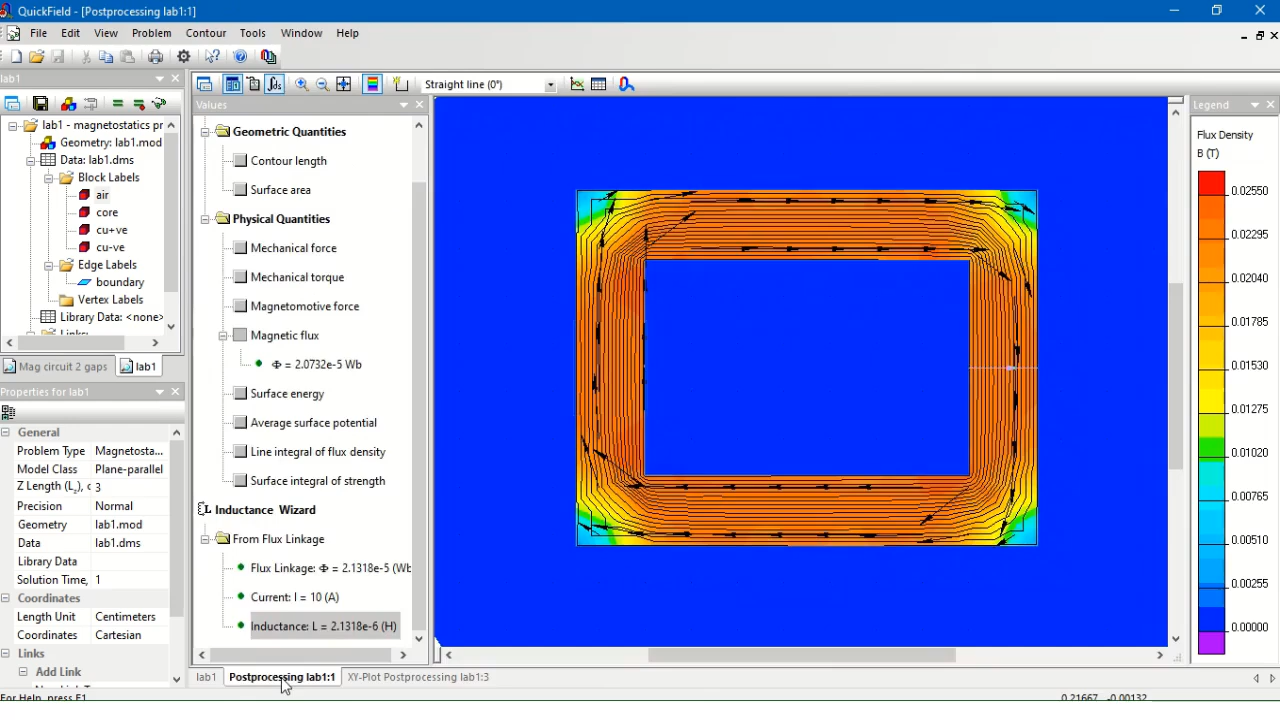 QuickField - [Postprocessing lab1:1]
File Edit View Problem Contour Tools Window Help
lab1
lab1 - magnetostatics pr
Geometry: lab1.mod
Data: lab1.dms
Block Labels
air
core
cu+ve
cu-ve
Edge Labels
boundary
Vertex Labels
Library Data: <none>
Links:
Mag circuit 2 gaps lab1
Properties for lab1
General
Problem Type Magnetosta...
Model Class Plane-parallel
Z Length (Lz), c 3
Precision Normal
Geometry lab1.mod
Data lab1.dms
Library Data
Solution Time, 1
Coordinates
Length Unit Centimeters
Coordinates Cartesian
Links
Add Link
For Help, press F1
Straight line (0°)
Values
Geometric Quantities
Contour length
Surface area
Physical Quantities
Mechanical force
Mechanical torque
Magnetomotive force
Magnetic flux
Φ = 2.0732e-5 Wb
Surface energy
Average surface potential
Line integral of flux density
Surface integral of strength
L Inductance Wizard
From Flux Linkage
Flux Linkage: Φ = 2.1318e-5 (Wb
Current: I = 10 (A)
Inductance: L = 2.1318e-6 (H)
lab1 Postprocessing lab1:1 XY-Plot Postprocessing lab1:3
Legend
Flux Density
B (T)
0.02550
0.02295
0.02040
0.01785
0.01530
0.01275
0.01020
0.00765
0.00510
0.00255
0.00000
0.21667 -0.00132